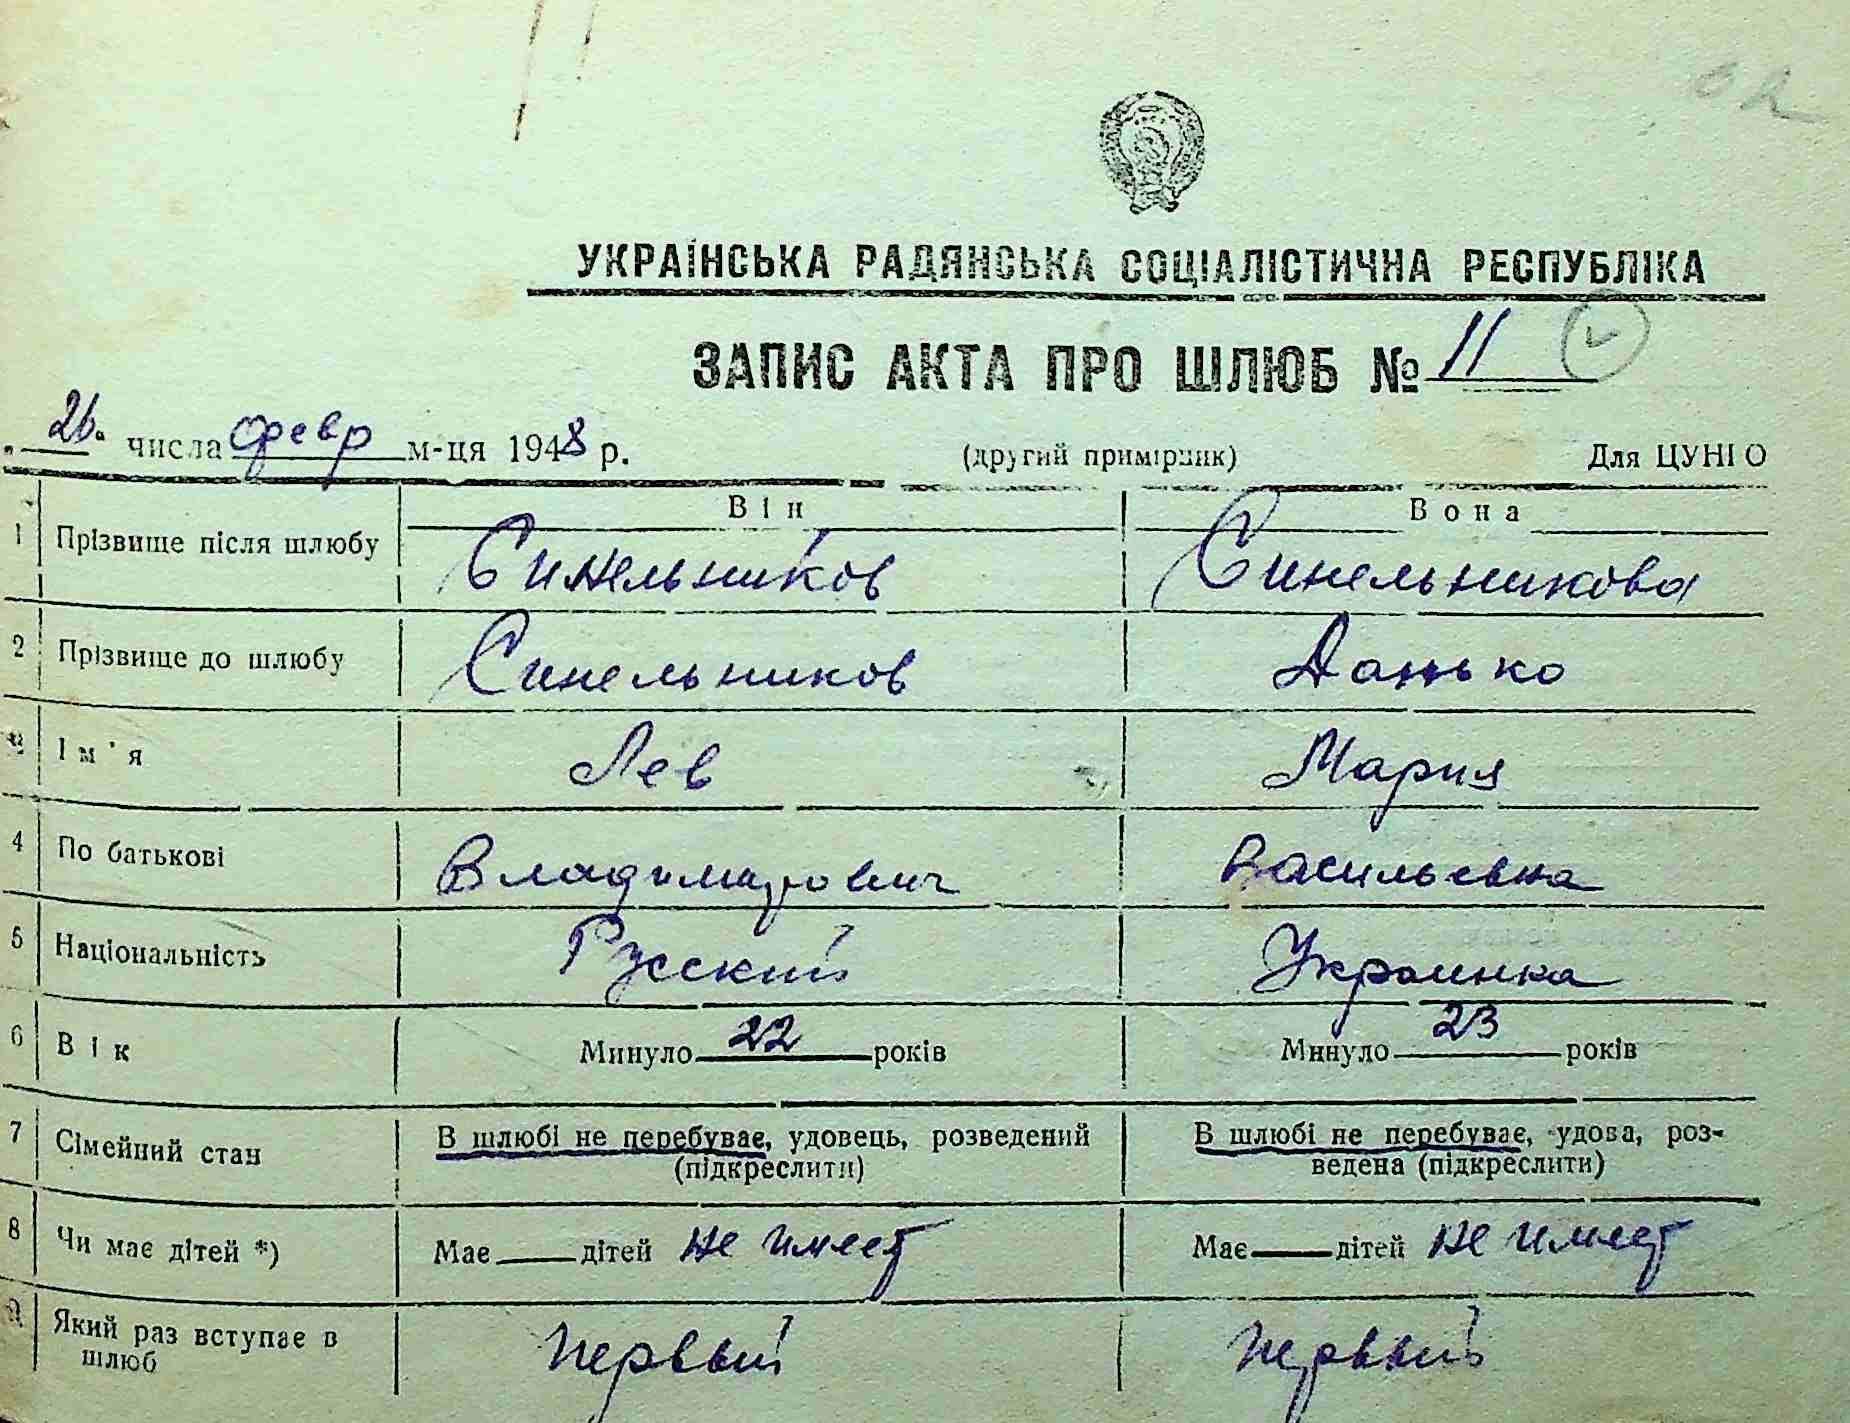 УКРАЇНСЬКА РАДЯНСЬКА СОЦІАЛІСТИЧНА РЕСПУБЛІКА
ЗАПИС АКТА ПРО ШЛЮБ № 11
„26“ числа февр м-ця 1948 р. (другий примірник) Для ЦУНГО
Він Вона
1 Прізвище після шлюбу Синельников Синельникова
2 Прізвище до шлюбу Синельников Данько
3 Ім'я Лев Мария
4 По батькові Владимирович Васильевна
5 Національність Русский Украинка
6 Вік Минуло 22 років Минуло 23 років
7 Сімейний стан В шлюбі не перебуває, удовець, розведений (підкреслити) В шлюбі не перебуває, удова, роз-
ведена (підкреслити)
8 Чи має дітей *) Має дітей не имеет Має дітей не имеет
9 Який раз вступає в шлюб первый первый